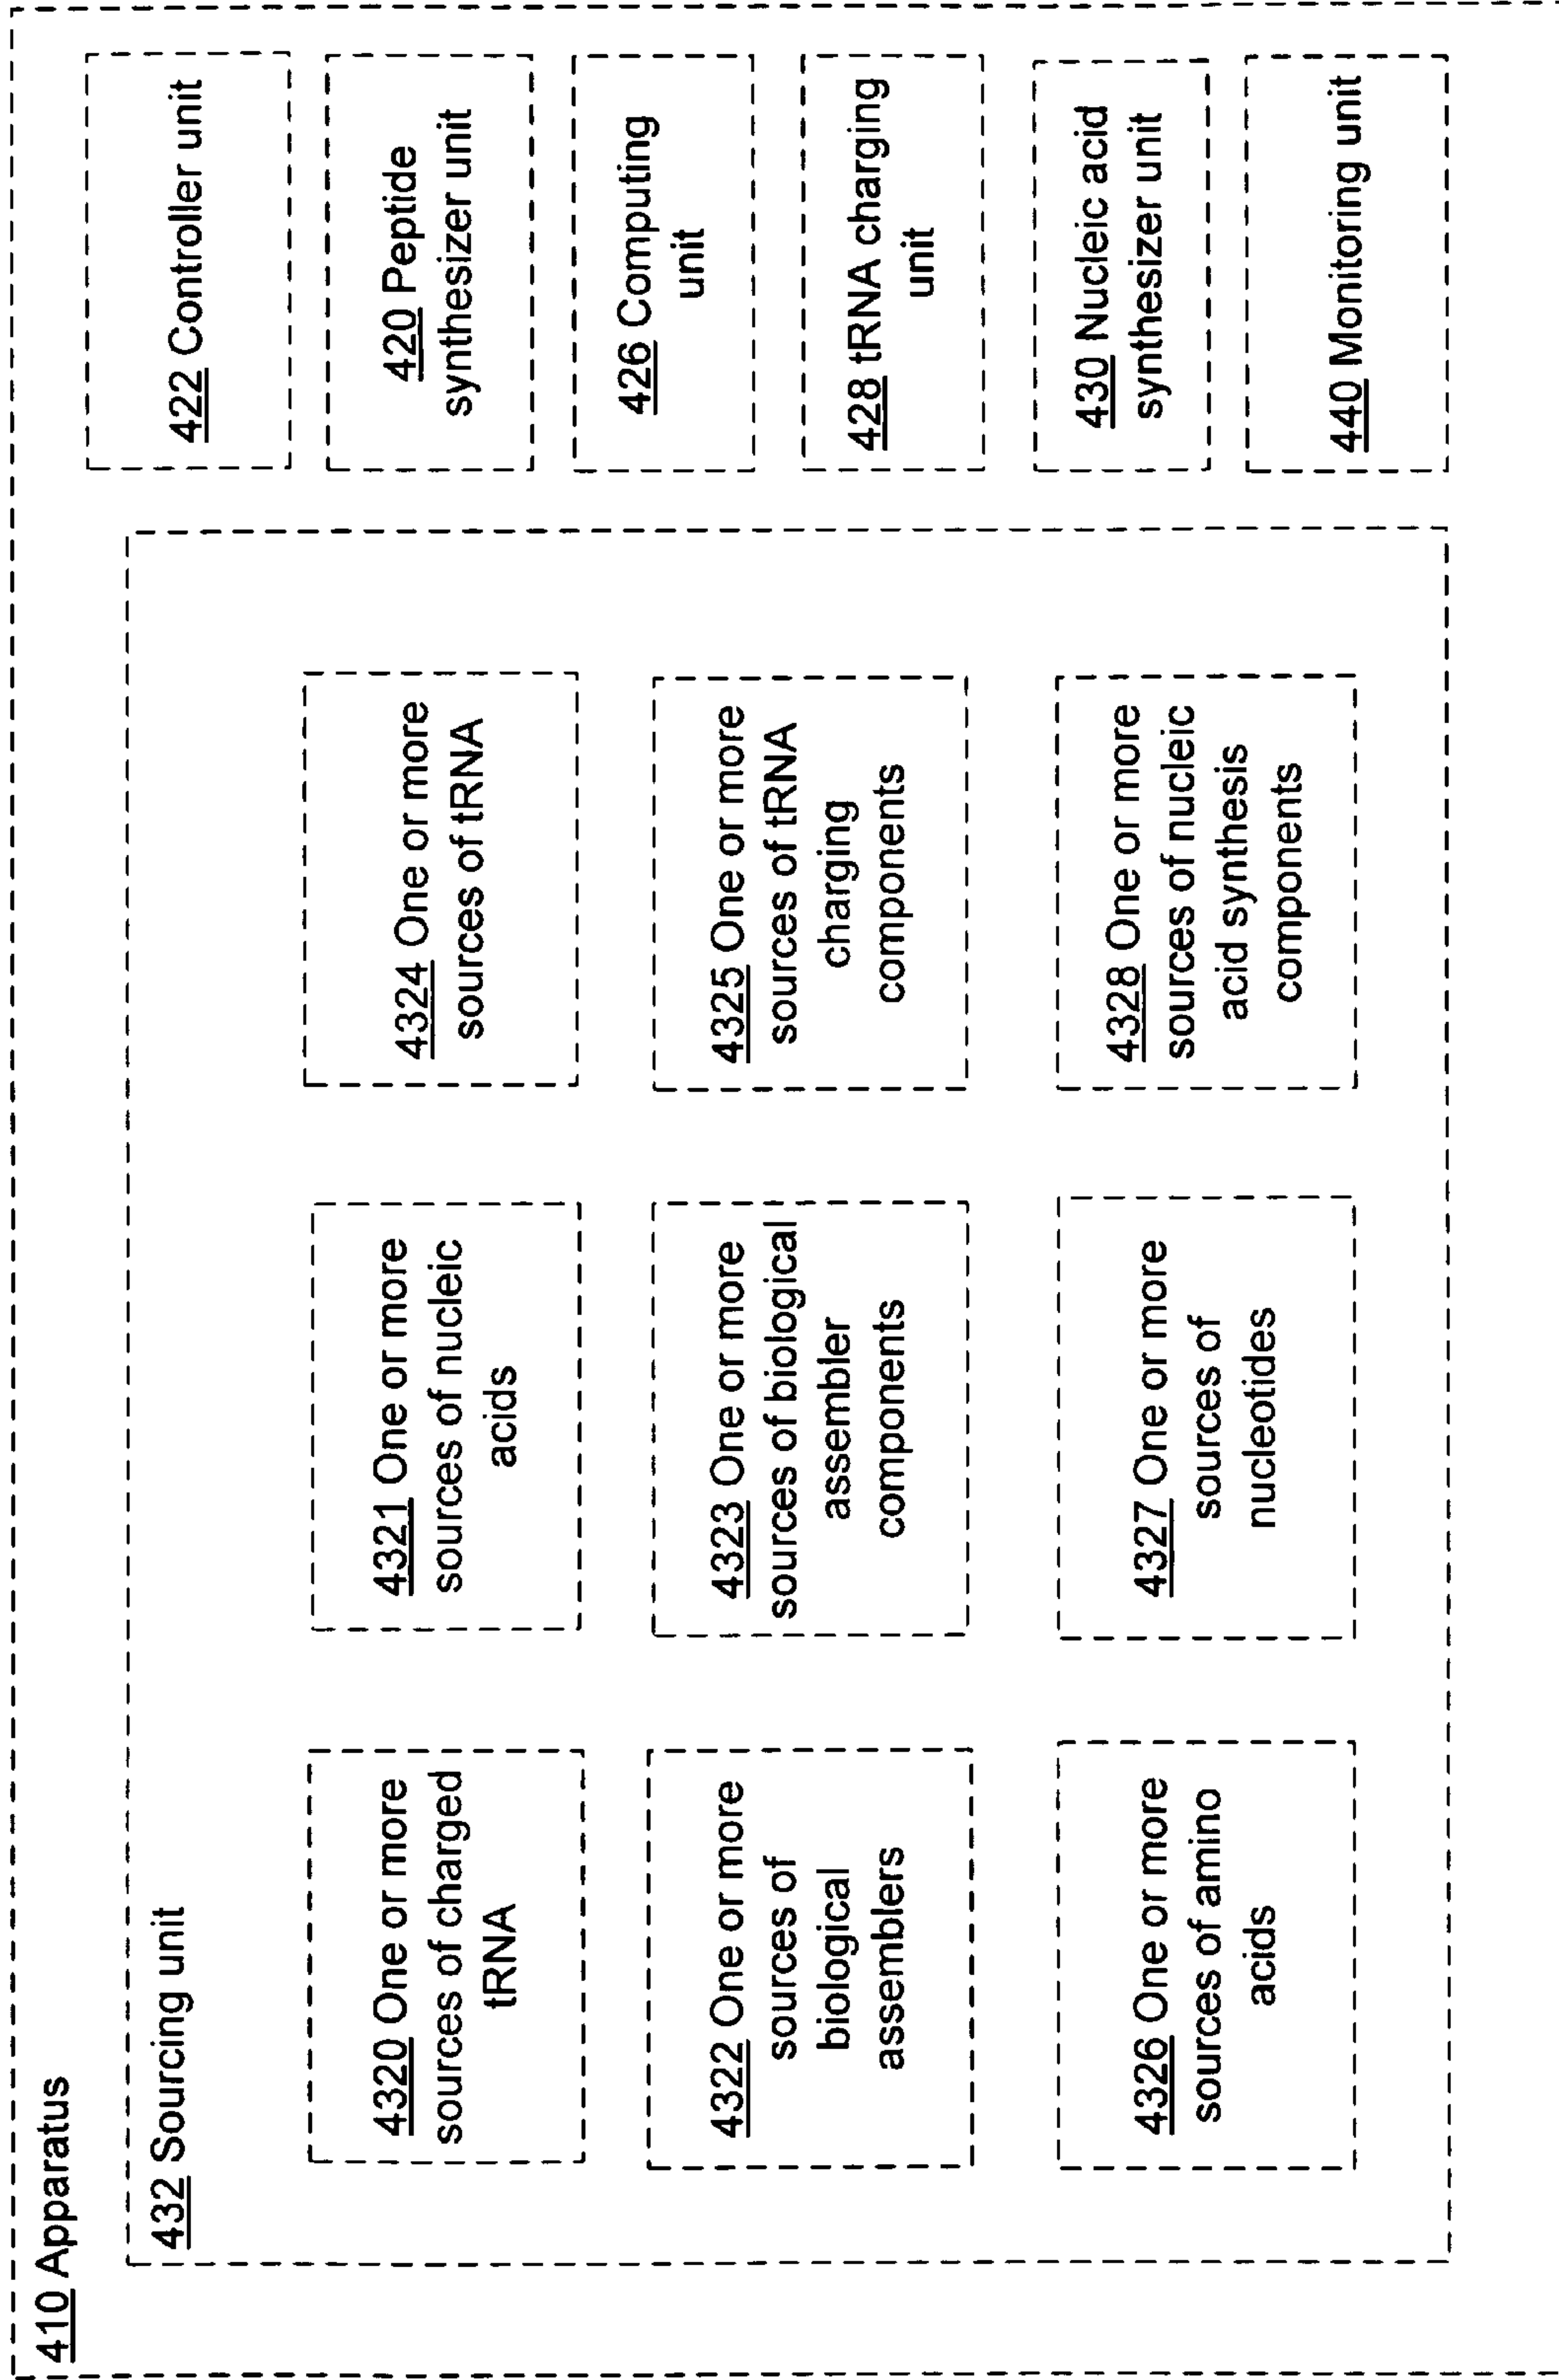 410 Apparatus
432 Sourcing unit
4320 One or more
sources of charged
tRNA
4321 One or more
sources of nucleic
acids
4324 One or more
sources of tRNA
4322 One or more
sources of
biological
assemblers
4323 One or more
sources of biological
assembler
components
4325 One or more
sources of tRNA
charging
components
4326 One or more
sources of amino
acids
4327 One or more
sources of
nucleotides
4328 One or more
sources of nucleic
acid synthesis
components
422 Controller unit
420 Peptide
synthesizer unit
426 Computing
unit
428 tRNA charging
unit
430 Nucleic acid
synthesizer unit
440 Monitoring unit